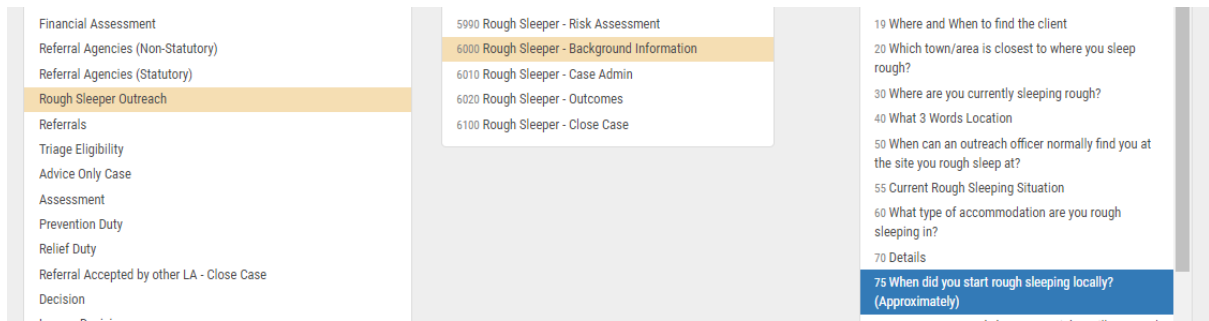 Financial Assessment
Referral Agencies (Non-Statutory)
Referral Agencies (Statutory)
Rough Sleeper Outreach
Referrals
Triage Eligibility
Advice Only Case
Assessment
Prevention Duty
Relief Duty
Referral Accepted by other LA - Close Case
Decision
5990 Rough Sleeper - Risk Assessment
6000 Rough Sleeper - Background Information
6010 Rough Sleeper - Case Admin
6020 Rough Sleeper - Outcomes
6100 Rough Sleeper - Close Case
19 Where and When to find the client
20 Which town/area is closest to where you sleep
rough?
30 Where are you currently sleeping rough?
40 What 3 Words Location
50 When can an outreach officer normally find you at
the site you rough sleep at?
55 Current Rough Sleeping Situation
60 What type of accommodation are you rough
sleeping in?
70 Details
75 When did you start rough sleeping locally?
(Approximately)